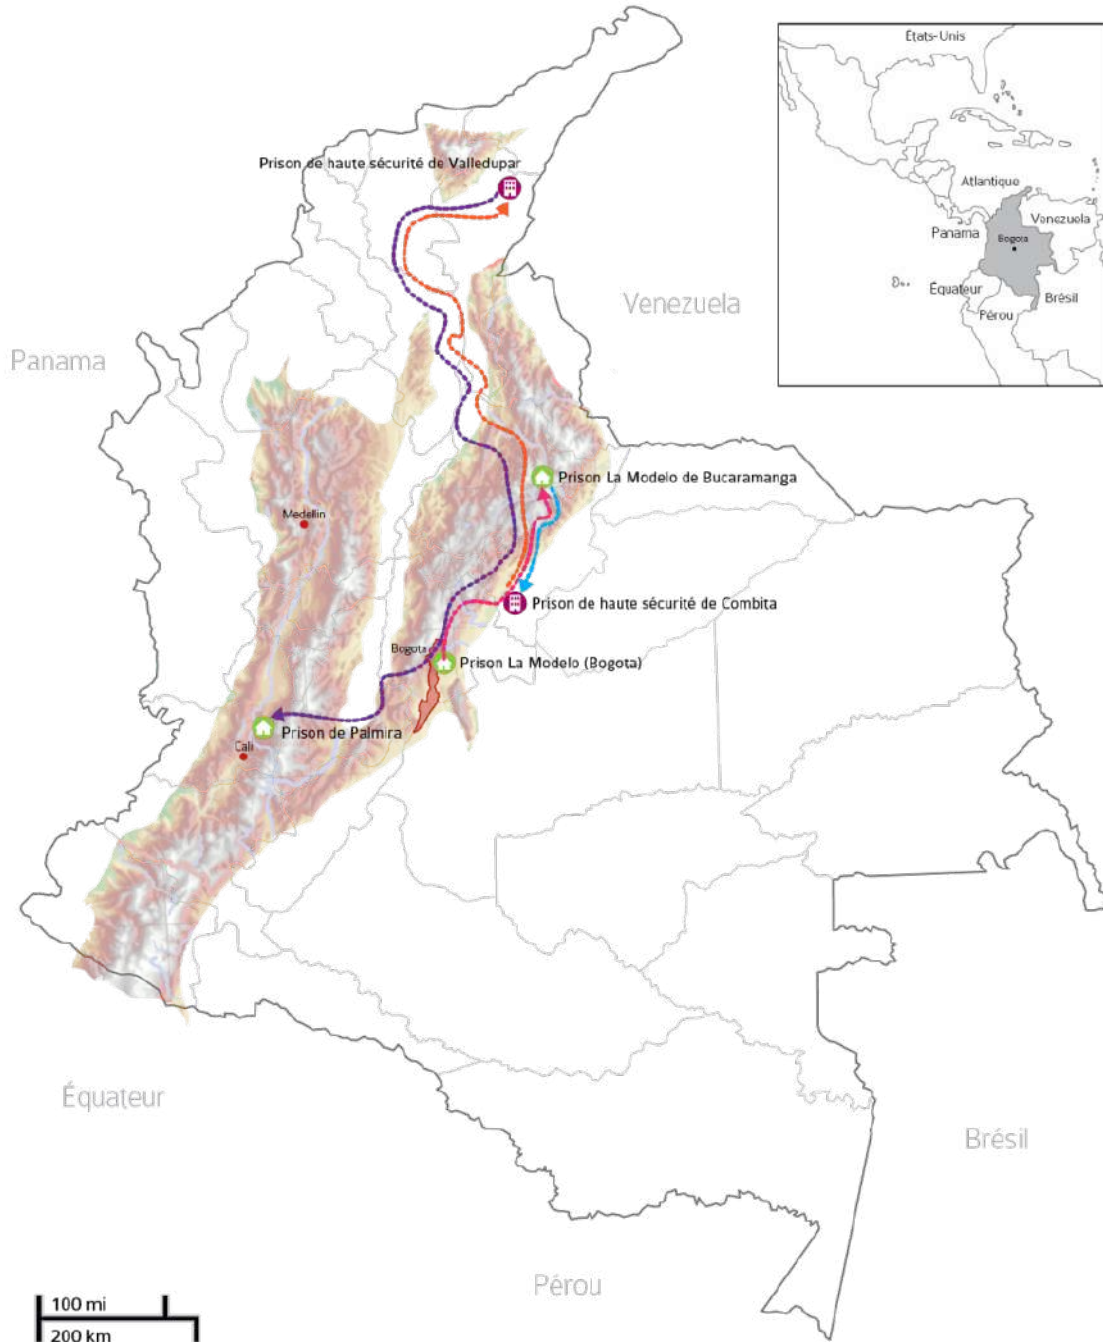 États-Unis
Atlantique
Venezuela
Panama
Bogota
Équateur
Brésil
Pérou
Prison de haute sécurité de Valledupar
Venezuela
Panama
Prison La Modelo de Bucaramanga
Medellin
Prison de haute sécurité de Combita
Bogota
Prison La Modelo (Bogota)
Prison de Palmira
Cali
Équateur
Brésil
Pérou
100 mi
200 km